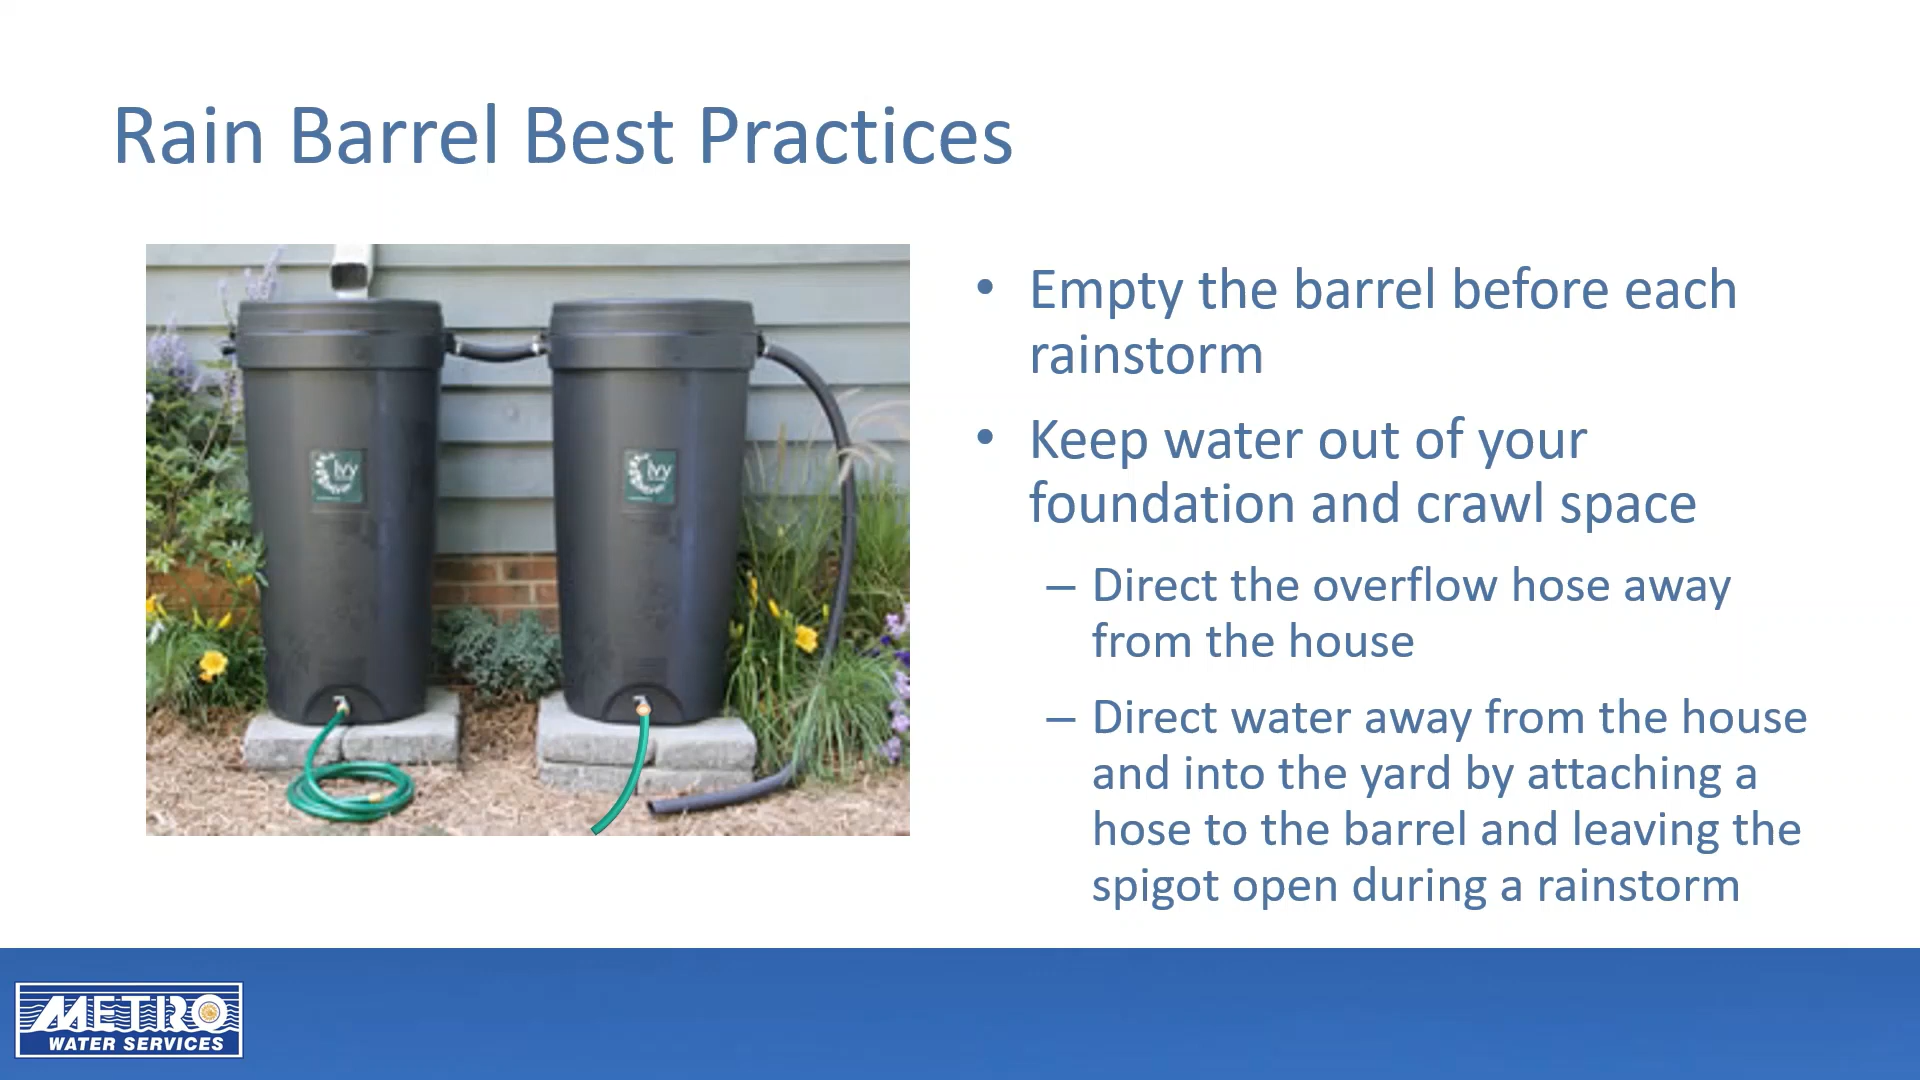 Rain Barrel Best Practices
• Empty the barrel before each
rainstorm
• Keep water out of your
foundation and crawl space
– Direct the overflow hose away
from the house
– Direct water away from the house
and into the yard by attaching a
hose to the barrel and leaving the
spigot open during a rainstorm
Ivy
Ivy
METRO
WATER SERVICES